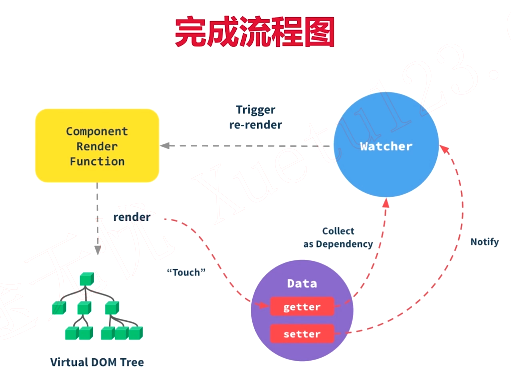 完成流程图
Trigger
re-render
Component
Render
Function
Watcher
render
Collect
as Dependency
Notify
“Touch”
Data
getter
setter
Virtual DOM Tree